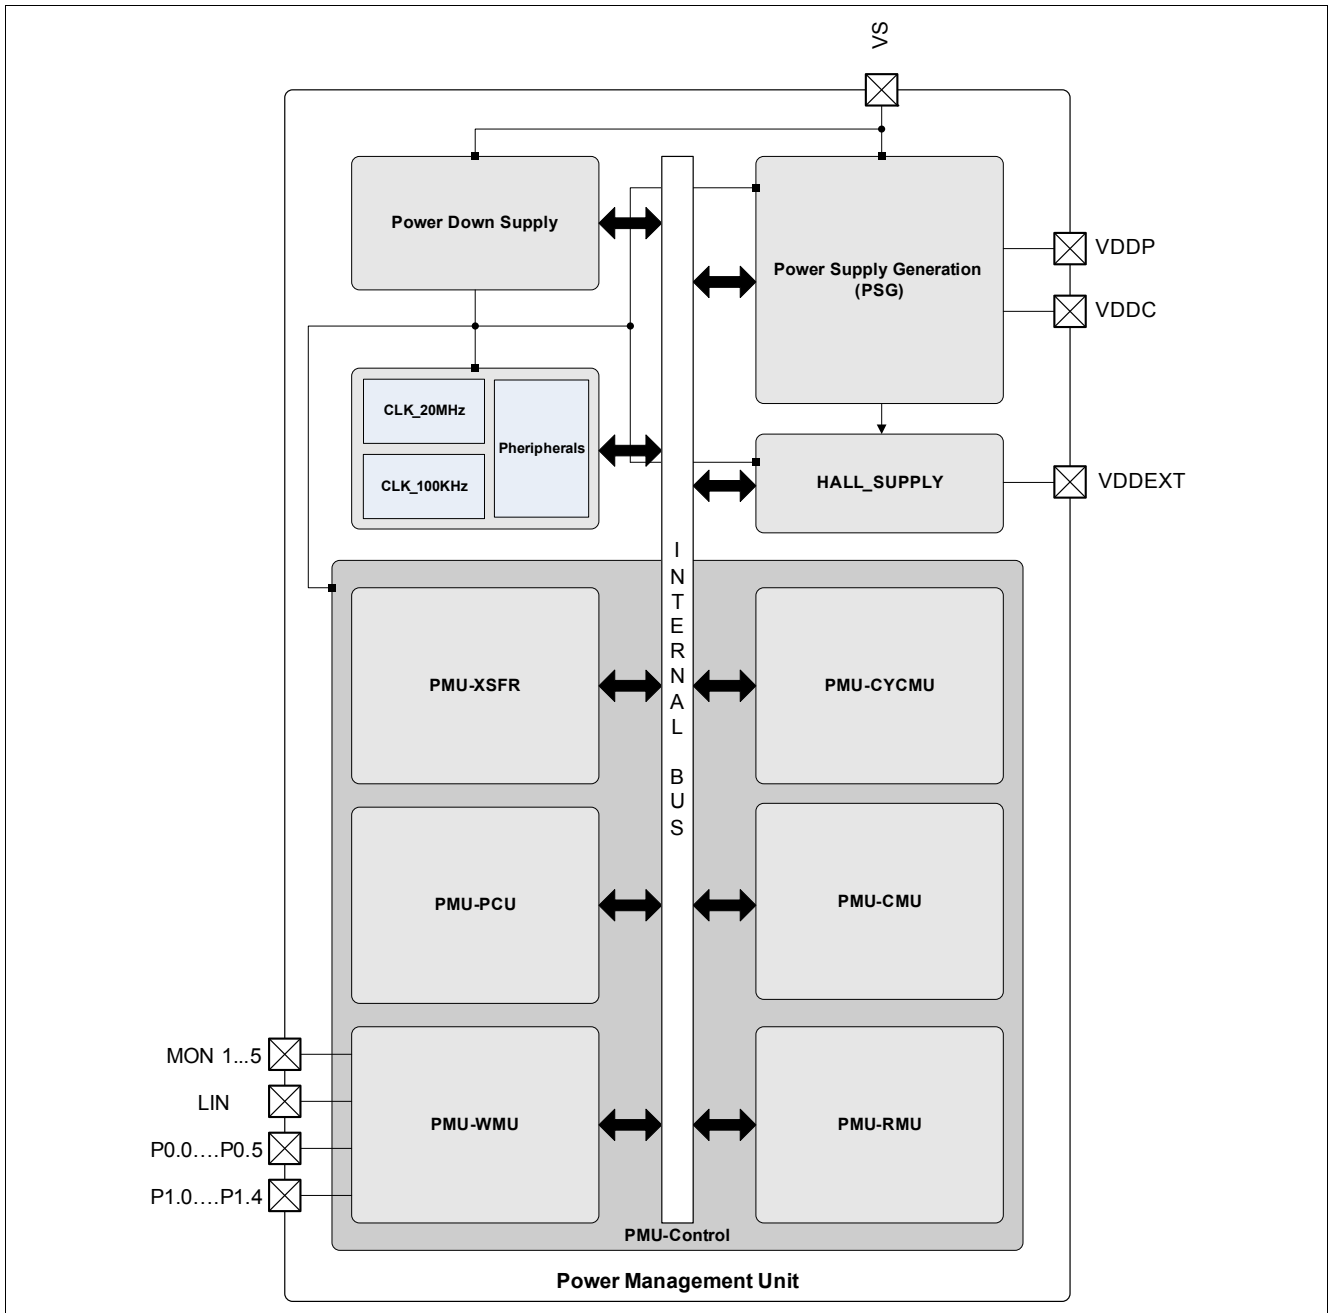 VS
Power Down Supply
Power Supply Generation
(PSG)
VDDP
VDDC
CLK_20MHz
CLK_100KHz
Pheripherals
HALL_SUPPLY
VDDEXT
INTERNAL BUS
PMU-XSFR
PMU-CYCMU
PMU-PCU
PMU-CMU
MON 1...5
LIN
P0.0....P0.5
P1.0....P1.4
PMU-WMU
PMU-RMU
PMU-Control
Power Management Unit